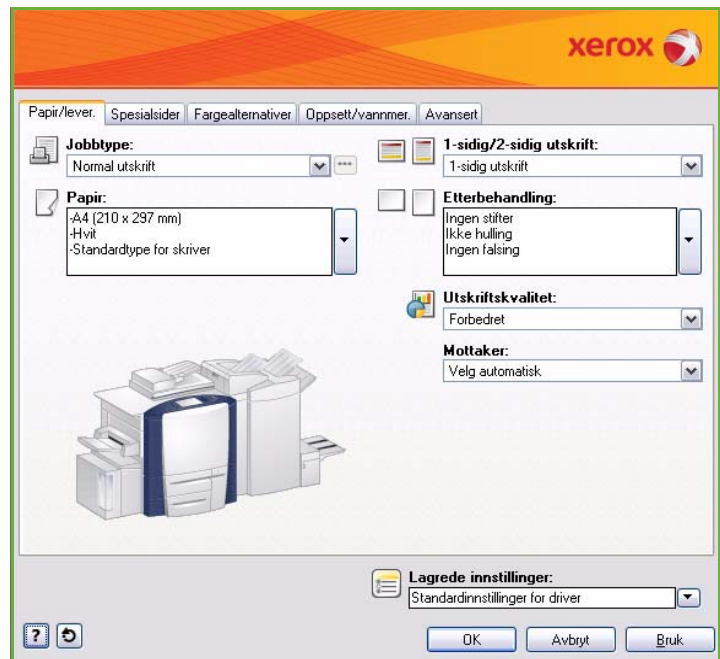 xerox
Papir/lever. Spesialsider Fargealternativer Oppsett/vannmer. Avansert
Jobbtype:
Normal utskrift
Papir:
-A4 (210 x 297 mm)
-Hvit
-Standardtype for skriver
1-sidig/2-sidig utskrift:
1-sidig utskrift
Etterbehandling:
Ingen stifter
Ikke hulling
Ingen falsing
Utskriftskvalitet:
Forbedret
Mottaker:
Velg automatisk
Lagrede innstillinger:
Standardinnstillinger for driver
? OK Avbryt Bruk